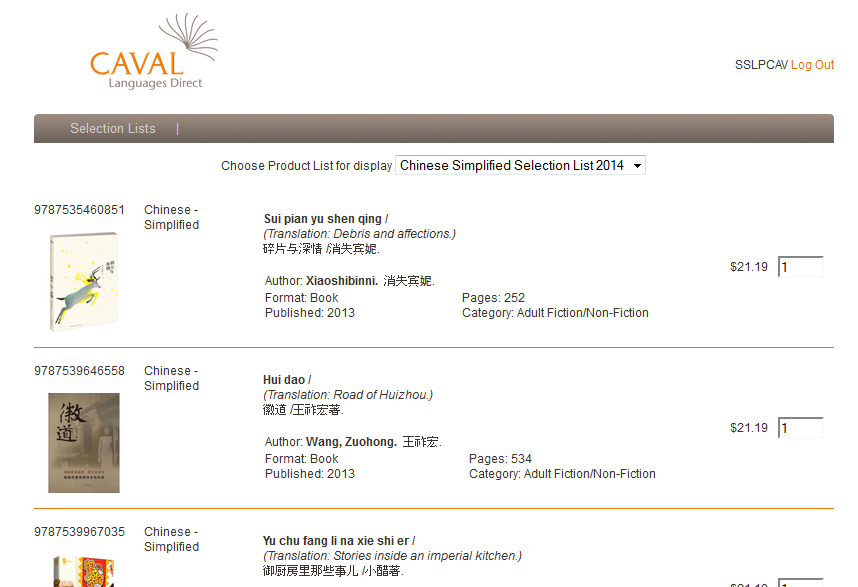 CAVAL
Languages Direct
SSLPCAV Log Out
Selection Lists |
Choose Product List for display Chinese Simplified Selection List 2014
9787535460851
Chinese - Simplified
Sui pian yu shen qing /
(Translation: Debris and affections.)
碎片与深情 /消失宾妮.
Author: Xiaoshibinni. 消失宾妮.
Format: Book
Pages: 252
Published: 2013
Category: Adult Fiction/Non-Fiction
$21.19 1
9787539646558
Chinese - Simplified
徽道
Hui dao /
(Translation: Road of Huizhou.)
徽道 /王祚宏著.
Author: Wang, Zuohong. 王祚宏.
Format: Book
Pages: 534
Published: 2013
Category: Adult Fiction/Non-Fiction
$21.19 1
9787539967035
Chinese - Simplified
Yu chu fang li na xie shi er /
(Translation: Stories inside an imperial kitchen.)
御厨房里那些事儿 /小醋著.